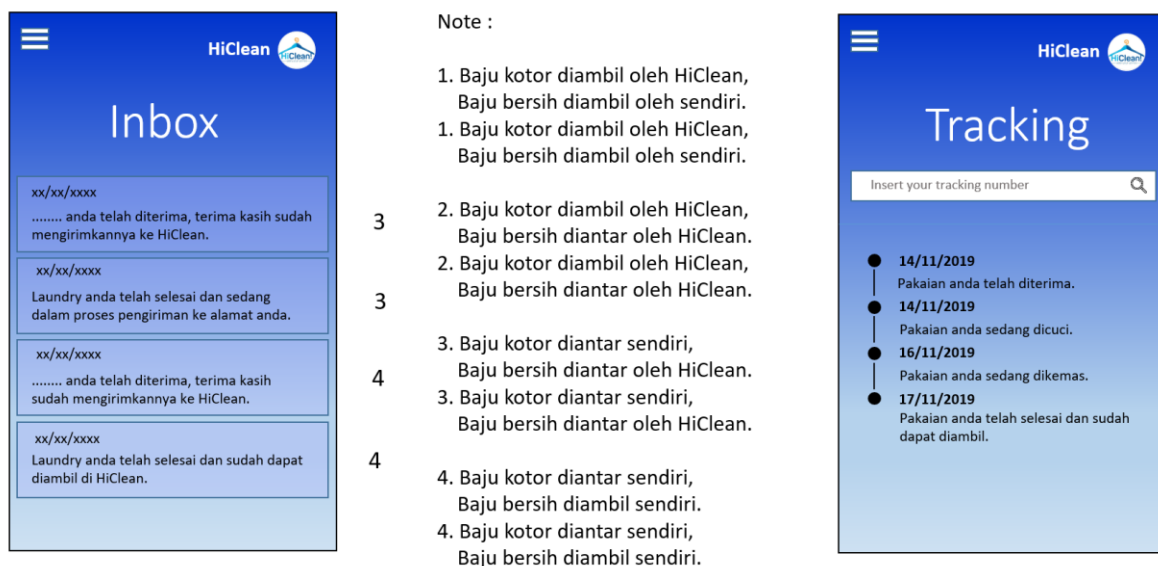 HiClean
HiClean!
Inbox
xx/xx/xxxx
........ anda telah diterima, terima kasih sudah
mengirimkannya ke HiClean.
xx/xx/xxxx
Laundry anda telah selesai dan sedang
dalam proses pengiriman ke alamat anda.
xx/xx/xxxx
........ anda telah diterima, terima kasih
sudah mengirimkannya ke HiClean.
xx/xx/xxxx
Laundry anda telah selesai dan sudah dapat
diambil di HiClean.
3
3
4
4
Note :
1. Baju kotor diambil oleh HiClean,
Baju bersih diambil oleh sendiri.
1. Baju kotor diambil oleh HiClean,
Baju bersih diambil oleh sendiri.
2. Baju kotor diambil oleh HiClean,
Baju bersih diantar oleh HiClean.
2. Baju kotor diambil oleh HiClean,
Baju bersih diantar oleh HiClean.
3. Baju kotor diantar sendiri,
Baju bersih diantar oleh HiClean.
3. Baju kotor diantar sendiri,
Baju bersih diantar oleh HiClean.
4. Baju kotor diantar sendiri,
Baju bersih diambil sendiri.
4. Baju kotor diantar sendiri,
Baju bersih diambil sendiri.
HiClean
HiClean!
Tracking
Insert your tracking number
14/11/2019
Pakaian anda telah diterima.
14/11/2019
Pakaian anda sedang dicuci.
16/11/2019
Pakaian anda sedang dikemas.
17/11/2019
Pakaian anda telah selesai dan sudah
dapat diambil.